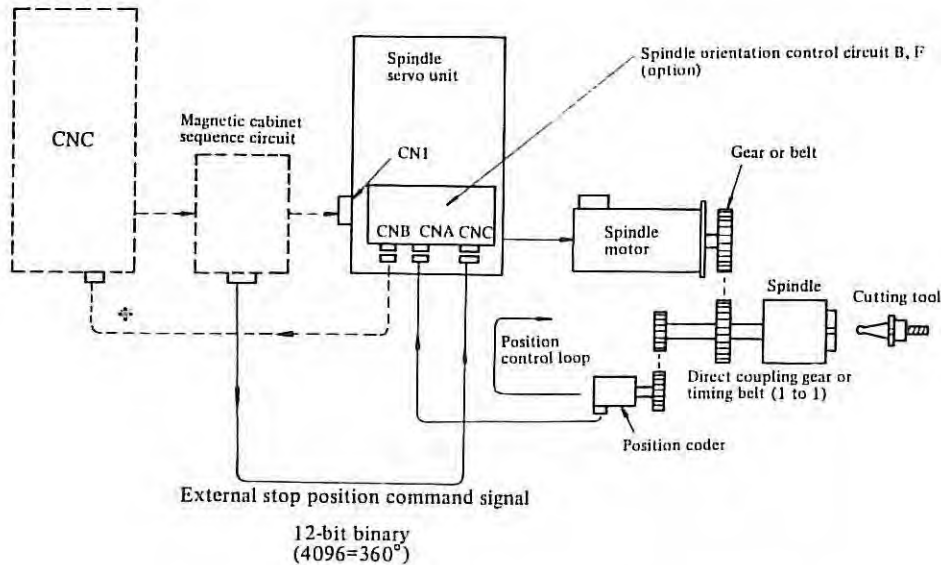 Spindle
servo unit
Spindle orientation control circuit B, F
(option)
CNC
Magnetic cabinet
sequence circuit
CN1
Gear or belt
CNB CNA CNC
Spindle
motor
Spindle
Cutting tool
Position
control loop
Direct coupling gear or
timing belt (1 to 1)
Position coder
External stop position command signal
12-bit binary
(4096=360°)